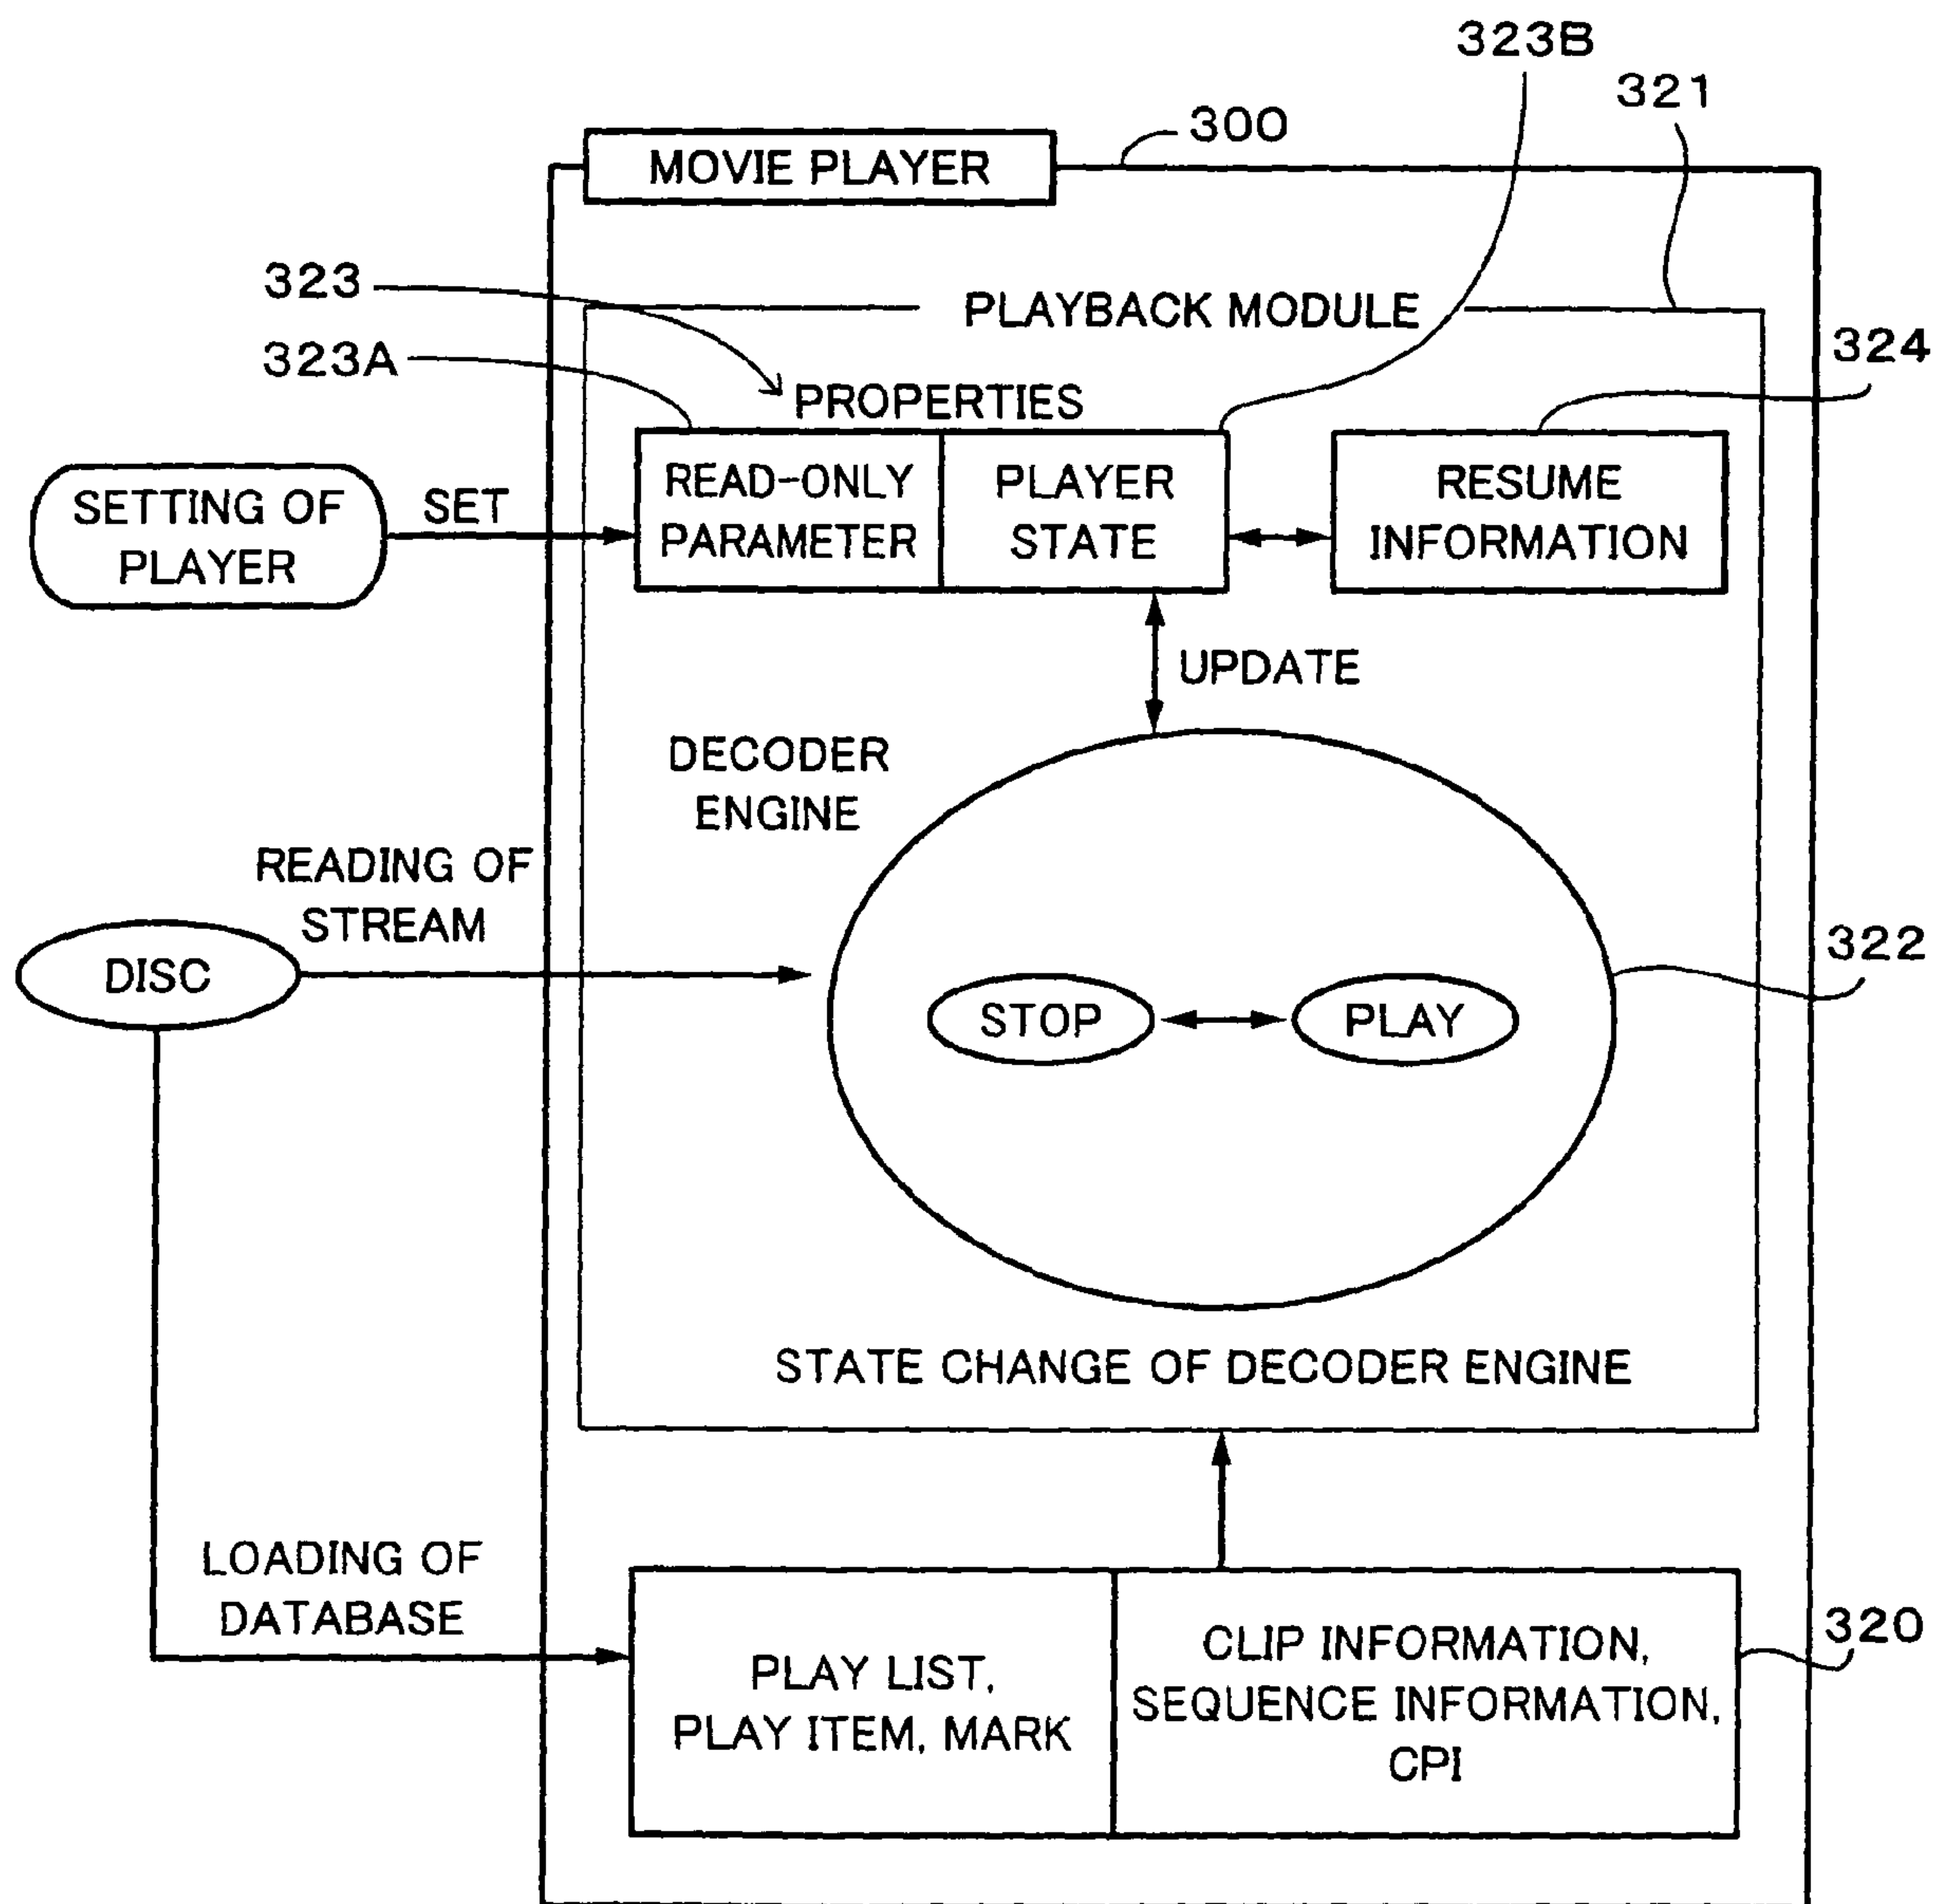 323B
321
300
MOVIE PLAYER
323
PLAYBACK MODULE
324
323A
PROPERTIES
READ-ONLY
PARAMETER
PLAYER
STATE
RESUME
INFORMATION
SETTING OF
PLAYER
SET
UPDATE
DECODER
ENGINE
READING OF
STREAM
DISC
322
STOP
PLAY
STATE CHANGE OF DECODER ENGINE
LOADING OF
DATABASE
320
PLAY LIST,
PLAY ITEM, MARK
CLIP INFORMATION,
SEQUENCE INFORMATION,
CPI